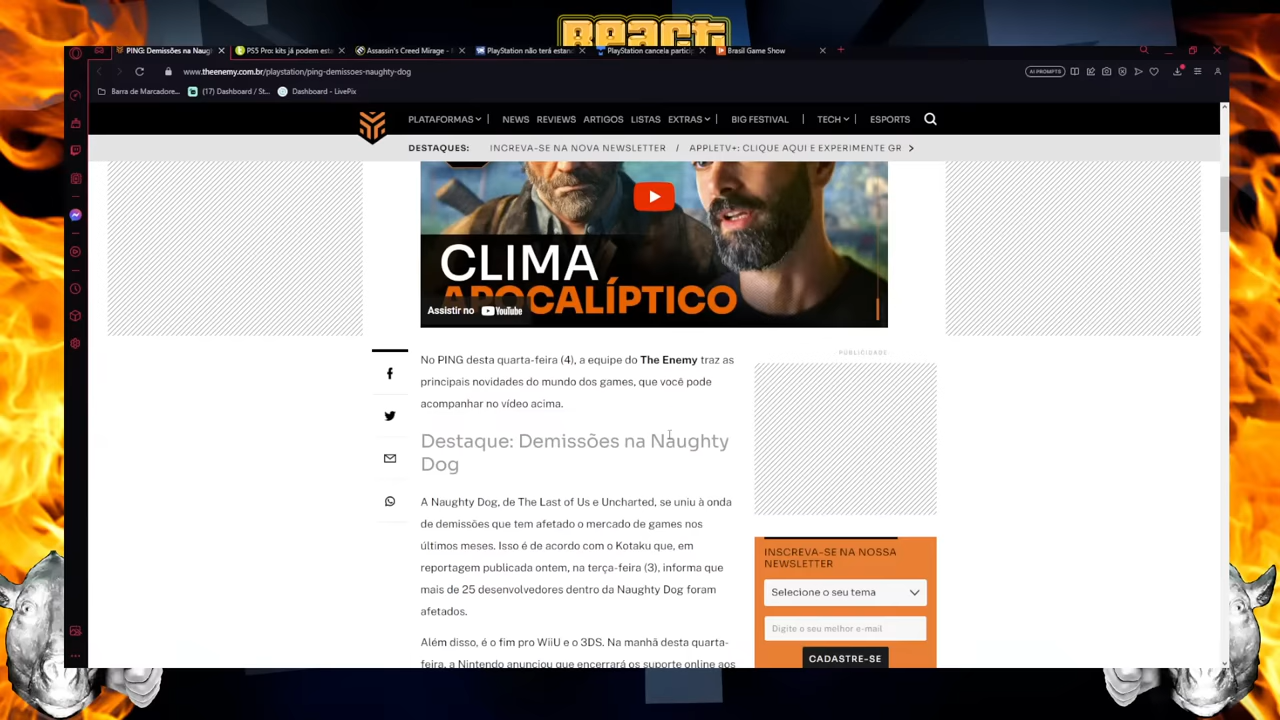 React
PING: Demissões na Naug
PS5 Pro: kits já podem esta
Assassin's Creed Mirage -
PlayStation não terá estan
PlayStation cancela particip
Brasil Game Show
www.theenemy.com.br/playstation/ping-demissoes-naughty-dog
AI PROMPTS
Barra de Marcadore...
(17) Dashboard / St...
Dashboard - LivePix
PLATAFORMAS | NEWS REVIEWS ARTIGOS LISTAS EXTRAS | BIG FESTIVAL | TECH | ESPORTS
DESTAQUES: INCREVA-SE NA NOVA NEWSLETTER / APPLETV+: CLIQUE AQUI E EXPERIMENTE GR
CLIMA
APOCALÍPTICO
Assistir no YouTube
No PING desta quarta-feira (4), a equipe do The Enemy traz as
principais novidades do mundo dos games, que você pode
acompanhar no vídeo acima.
Destaque: Demissões na Naughty
Dog
A Naughty Dog, de The Last of Us e Uncharted, se uniu à onda
de demissões que tem afetado o mercado de games nos
últimos meses. Isso é de acordo com o Kotaku que, em
reportagem publicada ontem, na terça-feira (3), informa que
mais de 25 desenvolvedores dentro da Naughty Dog foram
afetados.
Além disso, é o fim pro WiiU e o 3DS. Na manhã desta quarta-
feira, a Nintendo anunciou que encerrará os suporte online aos
PUBLICIDADE
INSCREVA-SE NA NOSSA
NEWSLETTER
Selecione o seu tema
Digite o seu melhor e-mail
CADASTRE-SE